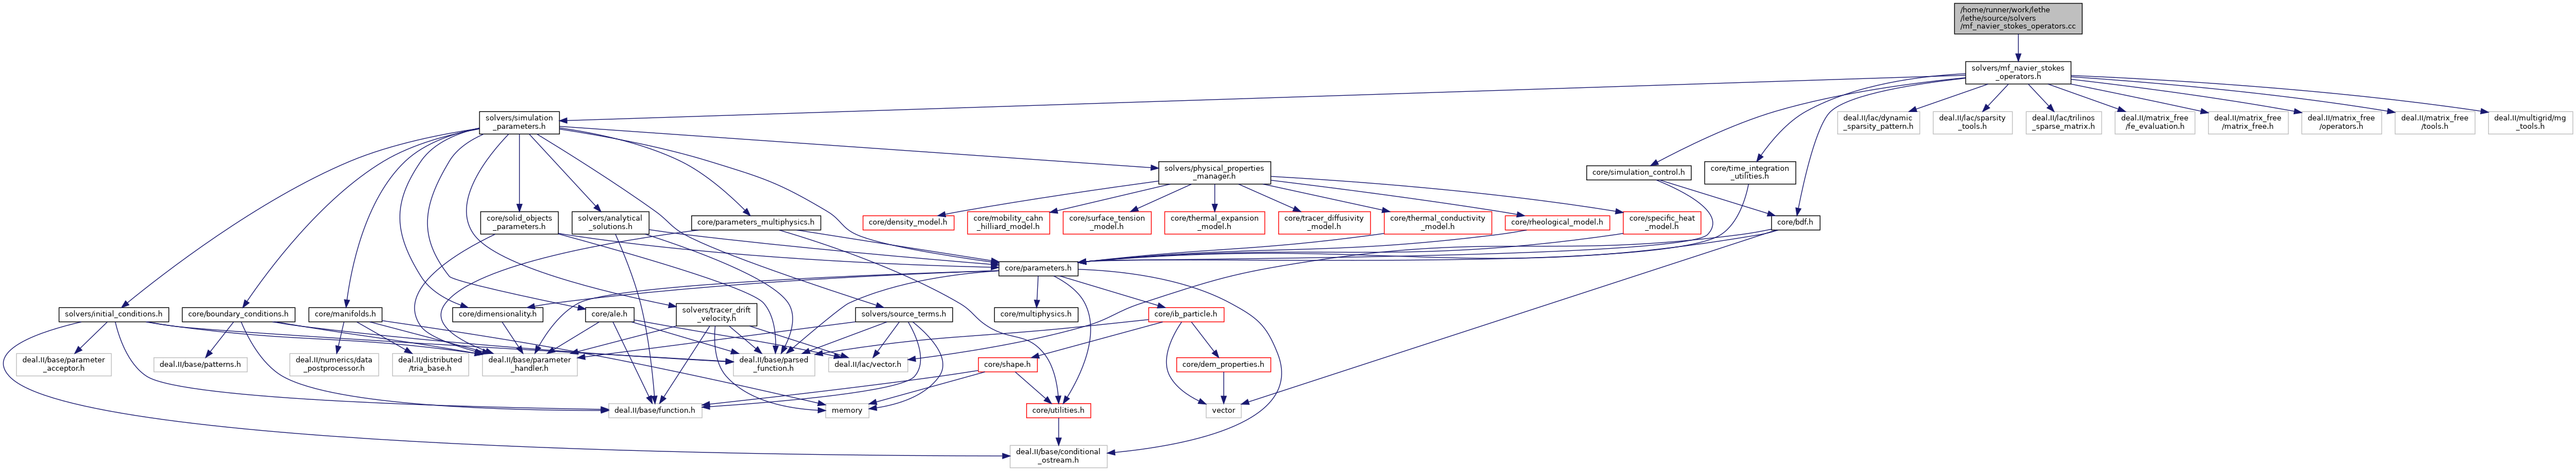 /home/runner/work/lethe
/lethe/source/solvers
/mf_navier_stokes_operators.cc
solvers/mf_navier_stokes
_operators.h
solvers/simulation
_parameters.h
deal.II/lac/dynamic
_sparsity_pattern.h
deal.II/lac/sparsity
_tools.h
deal.II/lac/trilinos
_sparse_matrix.h
deal.II/matrix_free
/fe_evaluation.h
deal.II/matrix_free
/matrix_free.h
deal.II/matrix_free
/operators.h
deal.II/matrix_free
/tools.h
deal.II/multigrid/mg
_tools.h
solvers/physical_properties
_manager.h
core/simulation_control.h
core/time_integration
_utilities.h
core/solid_objects
_parameters.h
solvers/analytical
_solutions.h
core/parameters_multiphysics.h
core/density_model.h
core/mobility_cahn
_hilliard_model.h
core/surface_tension
_model.h
core/thermal_expansion
_model.h
core/tracer_diffusivity
_model.h
core/thermal_conductivity
_model.h
core/rheological_model.h
core/specific_heat
_model.h
core/bdf.h
core/parameters.h
solvers/initial_conditions.h
core/boundary_conditions.h
core/manifolds.h
core/dimensionality.h
core/ale.h
solvers/tracer_drift
_velocity.h
solvers/source_terms.h
core/multiphysics.h
core/ib_particle.h
deal.II/base/parameter
_acceptor.h
deal.II/base/patterns.h
deal.II/numerics/data
_postprocessor.h
deal.II/distributed
/tria_base.h
deal.II/base/parameter
_handler.h
deal.II/base/parsed
_function.h
deal.II/lac/vector.h
core/shape.h
core/dem_properties.h
deal.II/base/function.h
memory
core/utilities.h
vector
deal.II/base/conditional
_ostream.h